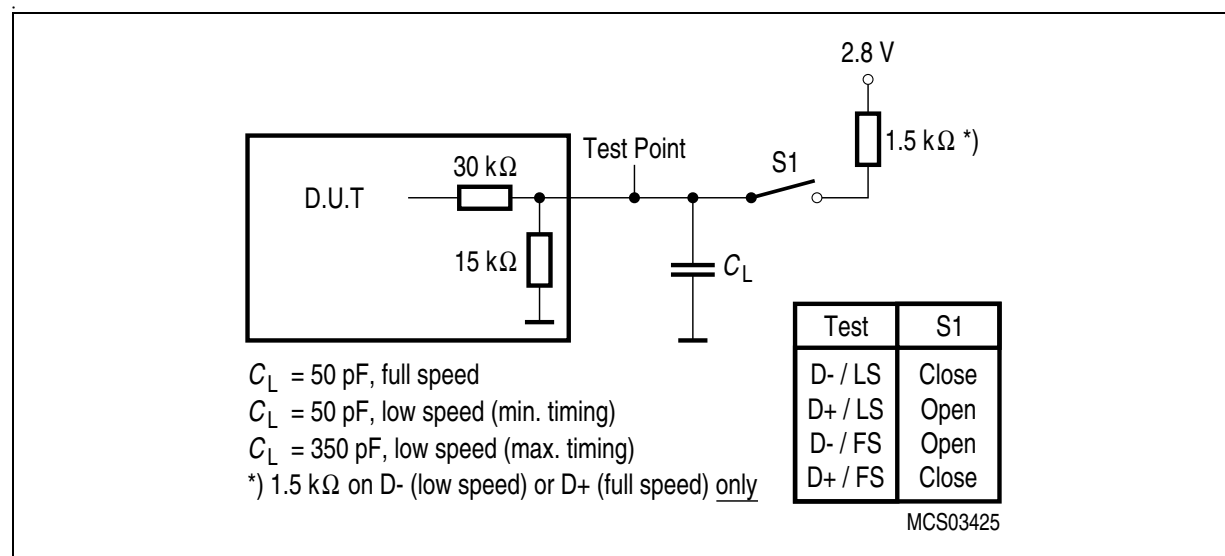 2.8 V
1.5 kΩ *)
S1
Test Point
30 kΩ
D.U.T
15 kΩ
C_L
C_L = 50 pF, full speed
C_L = 50 pF, low speed (min. timing)
C_L = 350 pF, low speed (max. timing)
*) 1.5 kΩ on D- (low speed) or D+ (full speed) only
Test S1
D- / LS Close
D+ / LS Open
D- / FS Open
D+ / FS Close
MCS03425